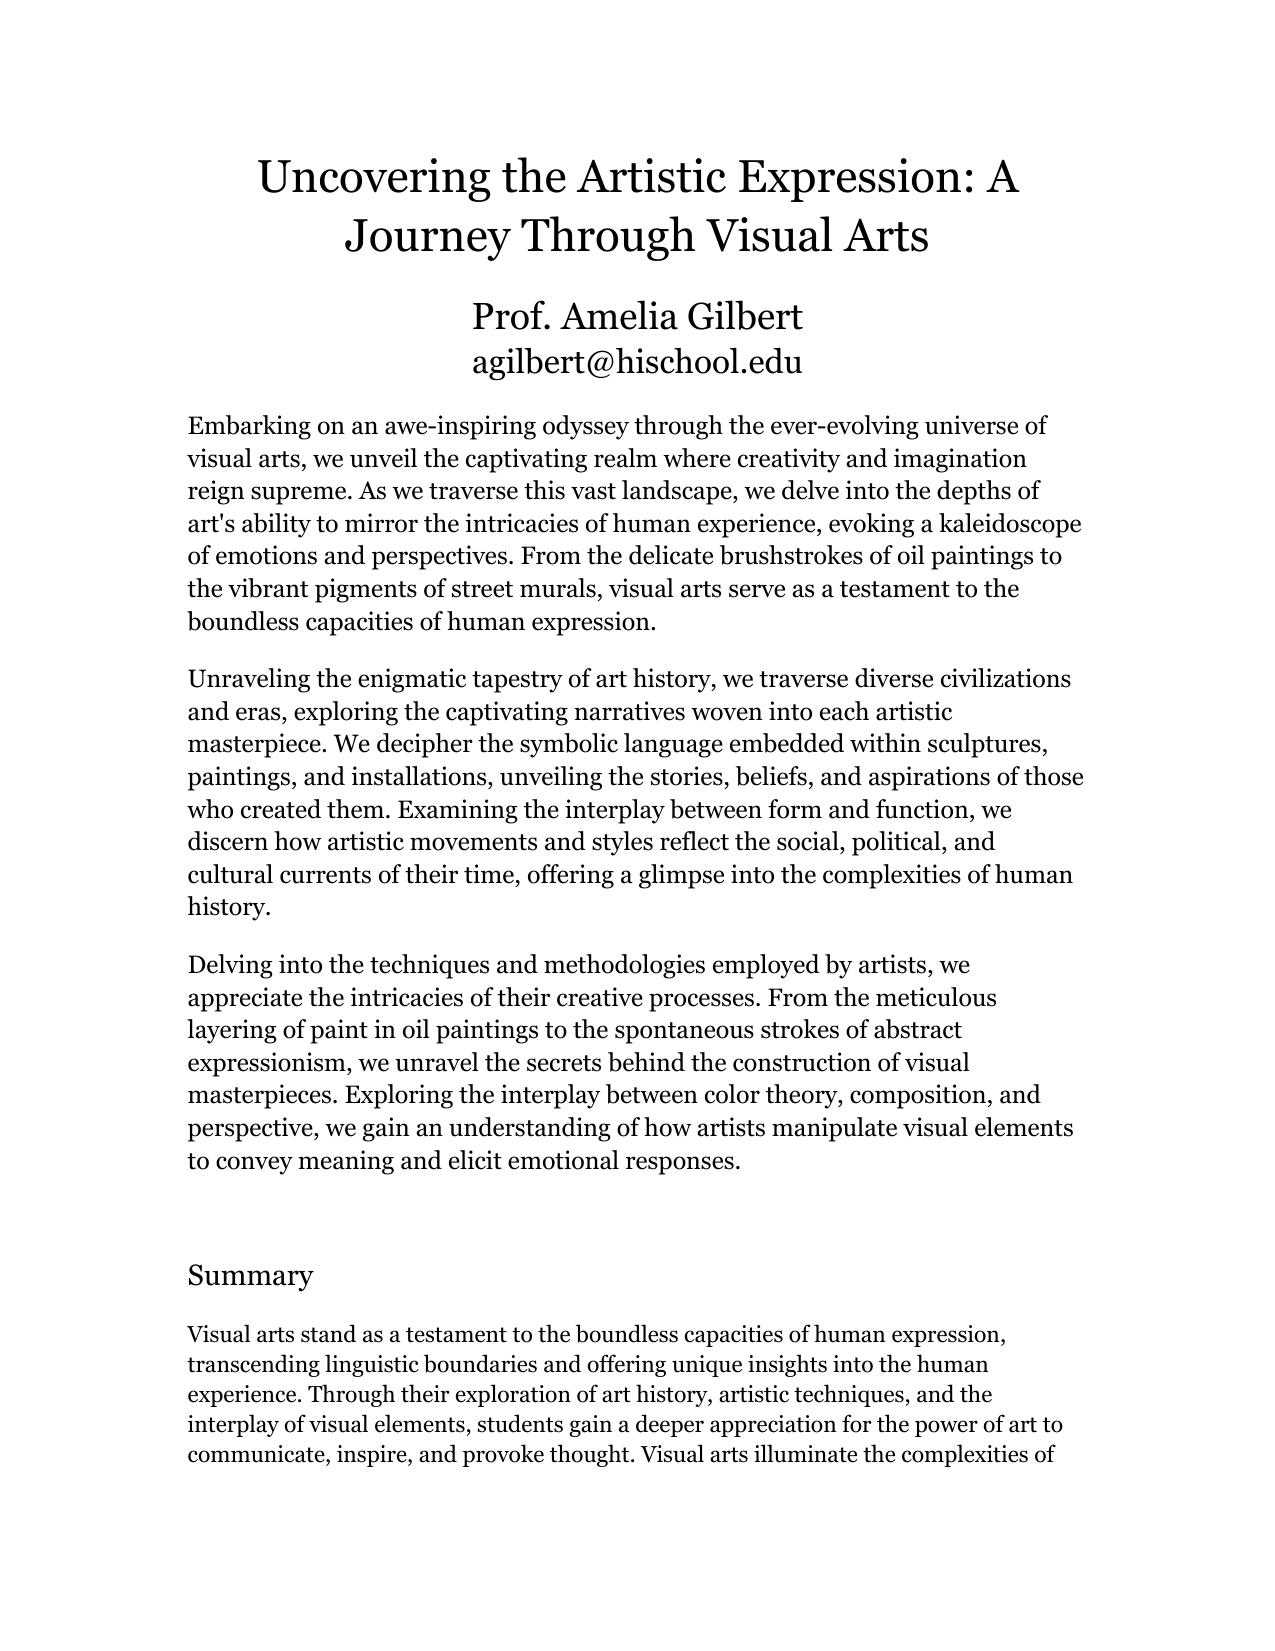 Uncovering the Artistic Expression: A
Journey Through Visual Arts
Prof. Amelia Gilbert
agilbert@hischool.edu
Embarking on an awe-inspiring odyssey through the ever-evolving universe of
visual arts, we unveil the captivating realm where creativity and imagination
reign supreme. As we traverse this vast landscape, we delve into the depths of
art's ability to mirror the intricacies of human experience, evoking a kaleidoscope
of emotions and perspectives. From the delicate brushstrokes of oil paintings to
the vibrant pigments of street murals, visual arts serve as a testament to the
boundless capacities of human expression.
Unraveling the enigmatic tapestry of art history, we traverse diverse civilizations
and eras, exploring the captivating narratives woven into each artistic
masterpiece. We decipher the symbolic language embedded within sculptures,
paintings, and installations, unveiling the stories, beliefs, and aspirations of those
who created them. Examining the interplay between form and function, we
discern how artistic movements and styles reflect the social, political, and
cultural currents of their time, offering a glimpse into the complexities of human
history.
Delving into the techniques and methodologies employed by artists, we
appreciate the intricacies of their creative processes. From the meticulous
layering of paint in oil paintings to the spontaneous strokes of abstract
expressionism, we unravel the secrets behind the construction of visual
masterpieces. Exploring the interplay between color theory, composition, and
perspective, we gain an understanding of how artists manipulate visual elements
to convey meaning and elicit emotional responses.
Summary
Visual arts stand as a testament to the boundless capacities of human expression,
transcending linguistic boundaries and offering unique insights into the human
experience. Through their exploration of art history, artistic techniques, and the
interplay of visual elements, students gain a deeper appreciation for the power of art to
communicate, inspire, and provoke thought. Visual arts illuminate the complexities of